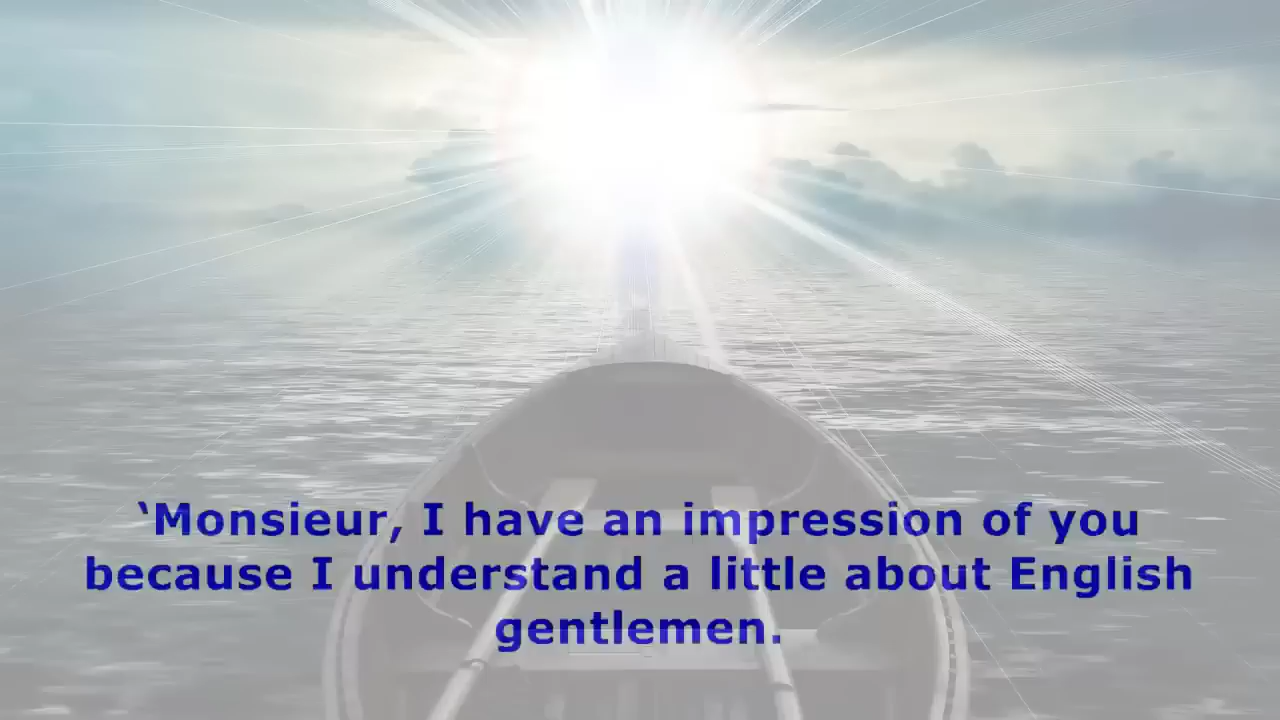 ‘Monsieur, I have an impression of you
because I understand a little about English
gentlemen.